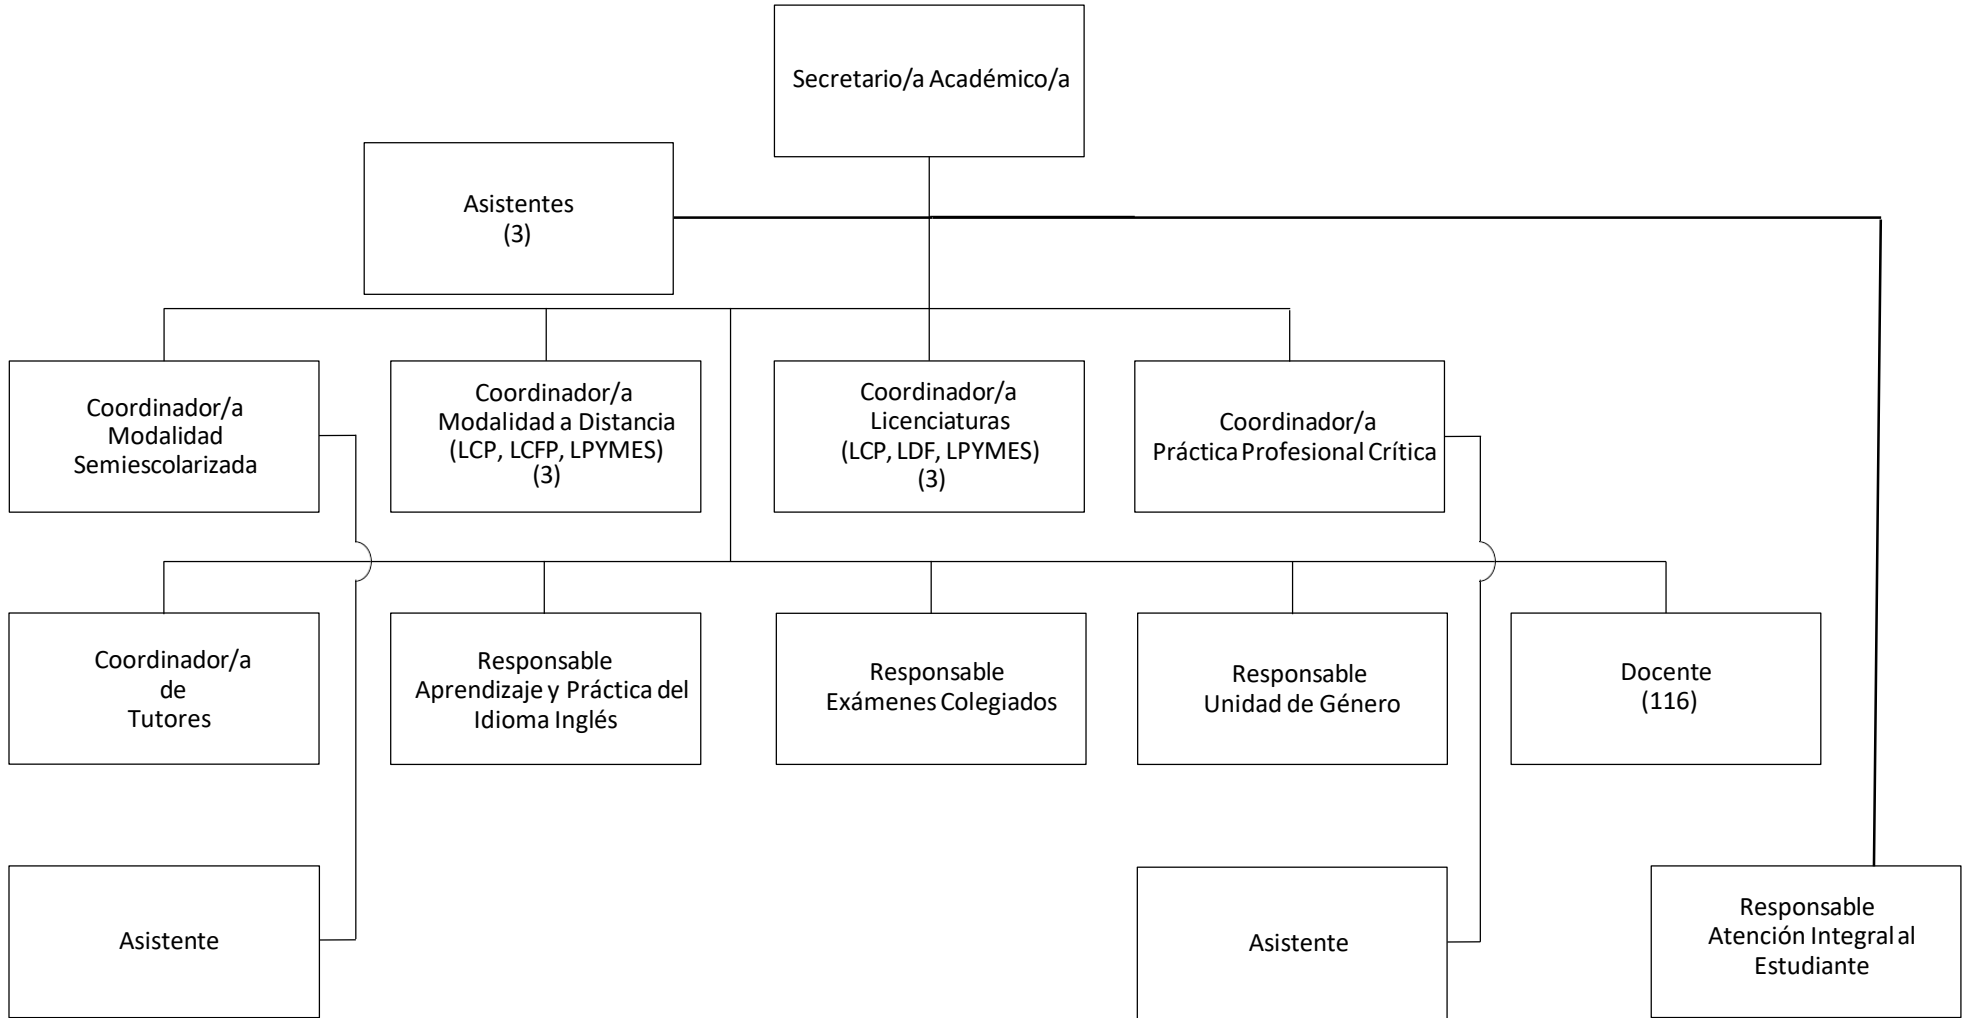 Secretario/a Académico/a
Asistentes
(3)
Coordinador/a
Modalidad
Semiescolarizada
Coordinador/a
Modalidad a Distancia
(LCP, LCFP, LPYMES)
(3)
Coordinador/a
Licenciaturas
(LCP, LDF, LPYMES)
(3)
Coordinador/a
Práctica Profesional Crítica
Coordinador/a
de
Tutores
Responsable
Aprendizaje y Práctica del
Idioma Inglés
Responsable
Exámenes Colegiados
Responsable
Unidad de Género
Docente
(116)
Asistente
Asistente
Responsable
Atención Integral al
Estudiante